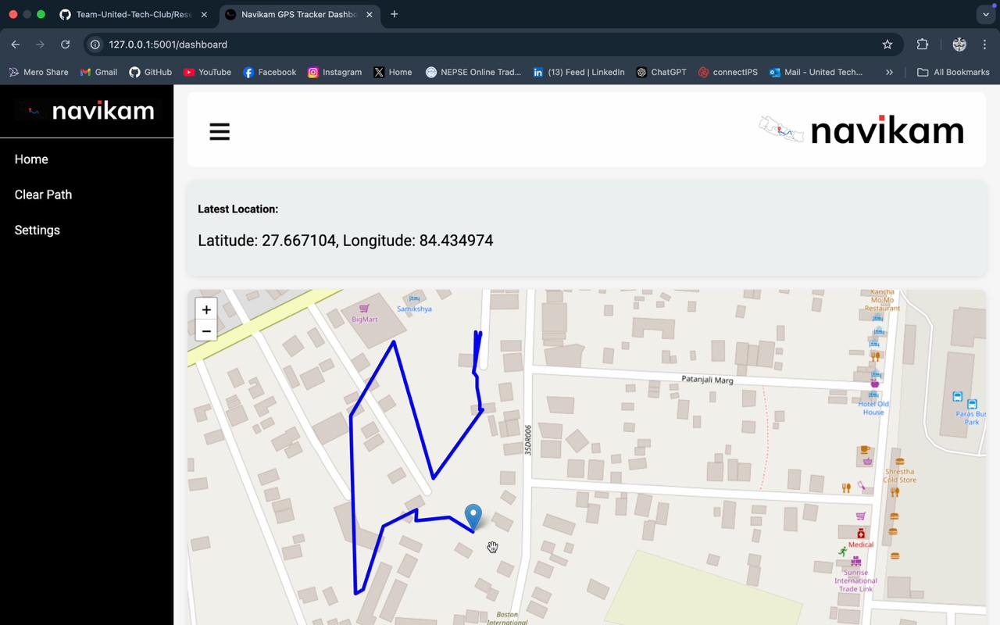 Team-United-Tech-Club/Rese
Navikam GPS Tracker Dashbo
127.0.0.1:5001/dashboard
Mero Share
Gmail
GitHub
YouTube
Facebook
Instagram
Home
NEPSE Online Trad...
(13) Feed | LinkedIn
ChatGPT
connectIPS
Mail - United Tech...
All Bookmarks
navikam
navikam
Home
Clear Path
Settings
Latest Location:
Latitude: 27.667104, Longitude: 84.434974
+
−
BigMart
Samikshya
Kancha
Mo Mo
Restaurant
Patanjali Marg
Hotel Old
House
Paras Bus
Park
35DR006
Shrestha
Cold Store
Medical
Sunrise
International
Trade Link
Boston
International